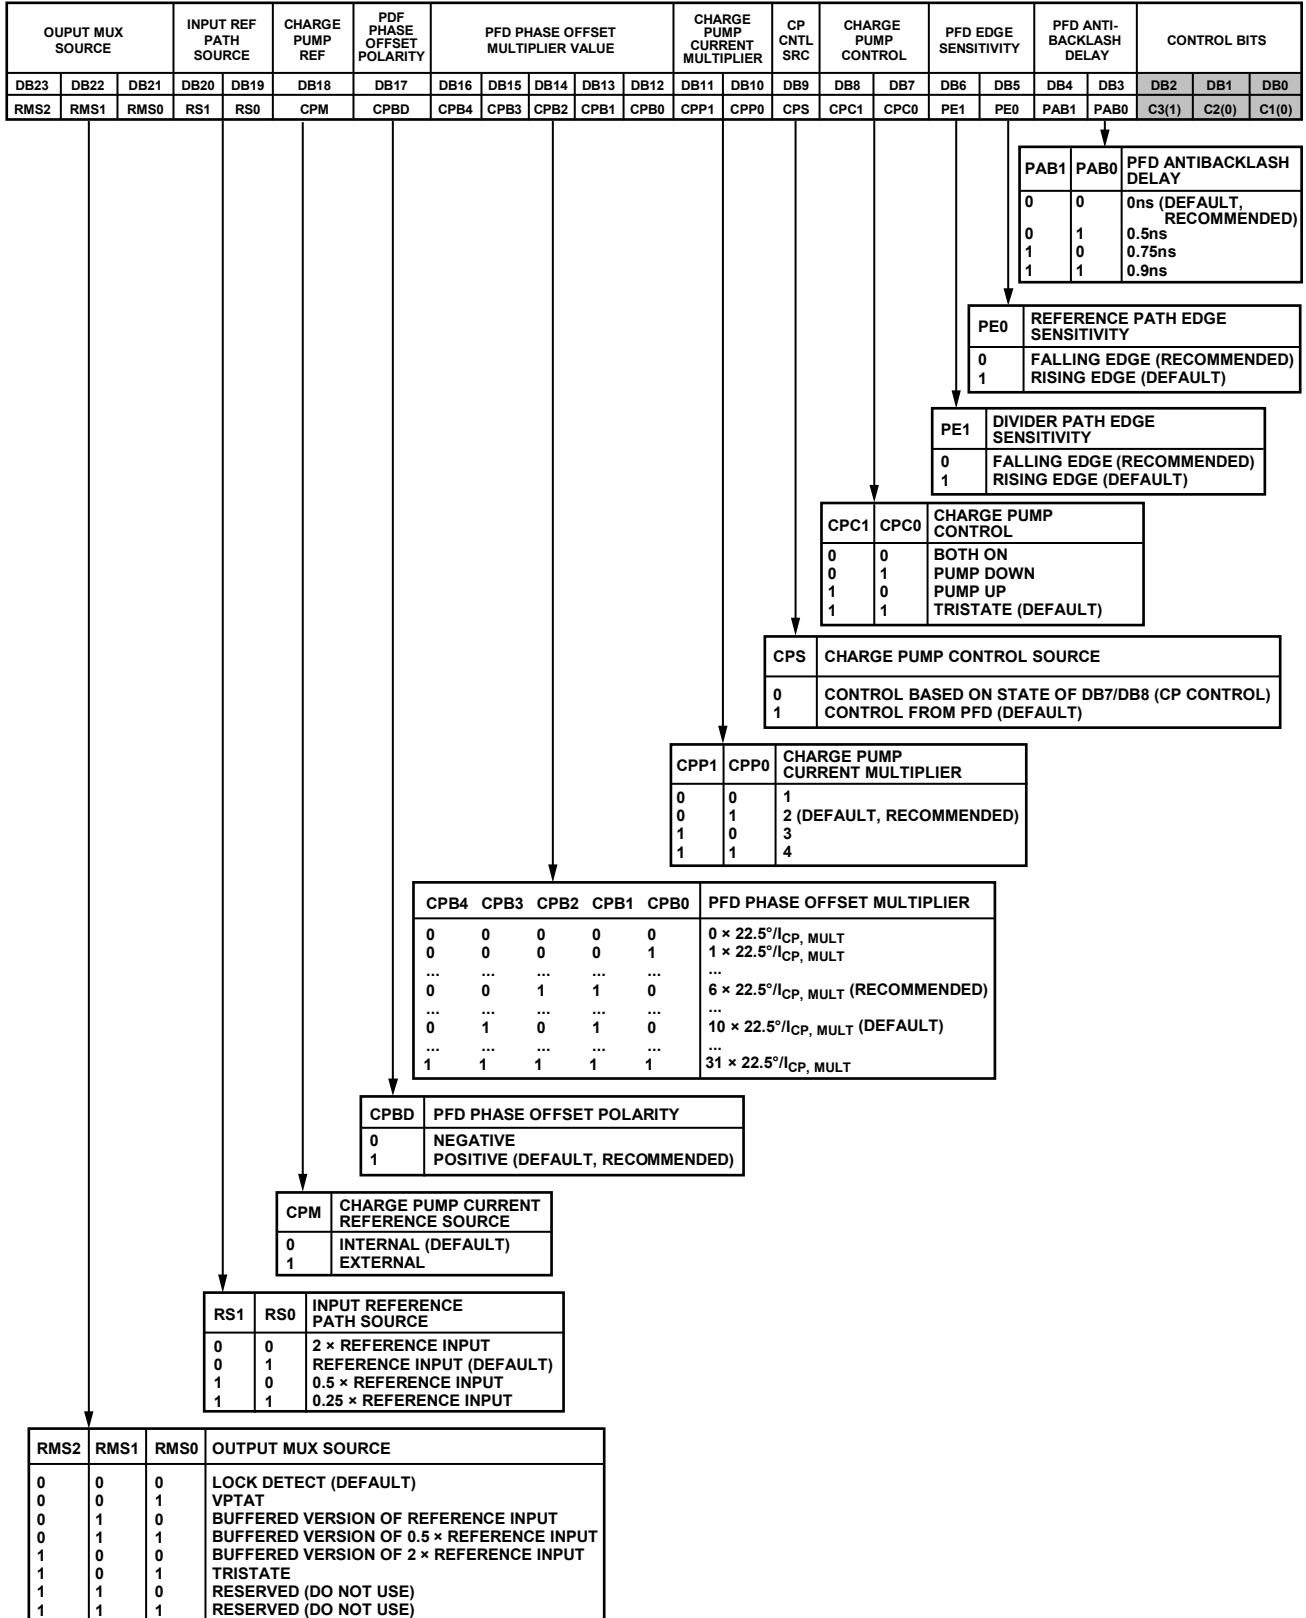 OUPUT MUX SOURCE
INPUT REF PATH SOURCE
CHARGE PUMP REF
PDF PHASE OFFSET POLARITY
PFD PHASE OFFSET MULTIPLIER VALUE
CHARGE PUMP CURRENT MULTIPLIER
CP CNTL SRC
CHARGE PUMP CONTROL
PFD EDGE SENSITIVITY
PFD ANTI-BACKLASH DELAY
CONTROL BITS
DB23 DB22 DB21 DB20 DB19 DB18 DB17 DB16 DB15 DB14 DB13 DB12 DB11 DB10 DB9 DB8 DB7 DB6 DB5 DB4 DB3 DB2 DB1 DB0
RMS2 RMS1 RMS0 RS1 RS0 CPM CPBD CPB4 CPB3 CPB2 CPB1 CPB0 CPP1 CPP0 CPS CPC1 CPC0 PE1 PE0 PAB1 PAB0 C3(1) C2(0) C1(0)
PAB1 PAB0 PFD ANTIBACKLASH DELAY
0 0 0ns (DEFAULT, RECOMMENDED)
0 1 0.5ns
1 0 0.75ns
1 1 0.9ns
PE0 REFERENCE PATH EDGE SENSITIVITY
0 FALLING EDGE (RECOMMENDED)
1 RISING EDGE (DEFAULT)
PE1 DIVIDER PATH EDGE SENSITIVITY
0 FALLING EDGE (RECOMMENDED)
1 RISING EDGE (DEFAULT)
CPC1 CPC0 CHARGE PUMP CONTROL
0 0 BOTH ON
0 1 PUMP DOWN
1 0 PUMP UP
1 1 TRISTATE (DEFAULT)
CPS CHARGE PUMP CONTROL SOURCE
0 CONTROL BASED ON STATE OF DB7/DB8 (CP CONTROL)
1 CONTROL FROM PFD (DEFAULT)
CPP1 CPP0 CHARGE PUMP CURRENT MULTIPLIER
0 0 1
0 1 2 (DEFAULT, RECOMMENDED)
1 0 3
1 1 4
CPB4 CPB3 CPB2 CPB1 CPB0 PFD PHASE OFFSET MULTIPLIER
0 0 0 0 0 0 × 22.5°/ICP, MULT
0 0 0 0 1 1 × 22.5°/ICP, MULT
... ... ... ... ... ...
0 0 1 1 0 6 × 22.5°/ICP, MULT (RECOMMENDED)
... ... ... ... ... ...
0 1 0 1 0 10 × 22.5°/ICP, MULT (DEFAULT)
... ... ... ... ... ...
1 1 1 1 1 31 × 22.5°/ICP, MULT
CPBD PFD PHASE OFFSET POLARITY
0 NEGATIVE
1 POSITIVE (DEFAULT, RECOMMENDED)
CPM CHARGE PUMP CURRENT REFERENCE SOURCE
0 INTERNAL (DEFAULT)
1 EXTERNAL
RS1 RS0 INPUT REFERENCE PATH SOURCE
0 0 2 × REFERENCE INPUT
0 1 REFERENCE INPUT (DEFAULT)
1 0 0.5 × REFERENCE INPUT
1 1 0.25 × REFERENCE INPUT
RMS2 RMS1 RMS0 OUTPUT MUX SOURCE
0 0 0 LOCK DETECT (DEFAULT)
0 0 1 VPTAT
0 1 0 BUFFERED VERSION OF REFERENCE INPUT
0 1 1 BUFFERED VERSION OF 0.5 × REFERENCE INPUT
1 0 0 BUFFERED VERSION OF 2 × REFERENCE INPUT
1 0 1 TRISTATE
1 1 0 RESERVED (DO NOT USE)
1 1 1 RESERVED (DO NOT USE)